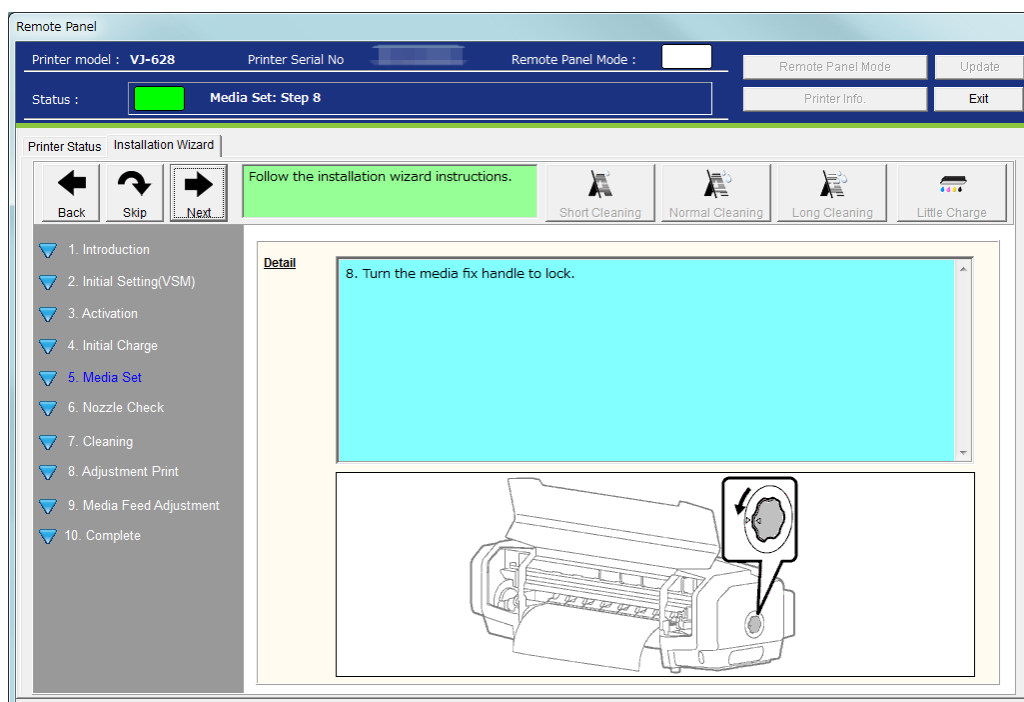 Remote Panel
Printer model : VJ-628 Printer Serial No Remote Panel Mode : Remote Panel Mode Update
Status : Media Set: Step 8 Printer Info. Exit
Printer Status Installation Wizard
Back Skip Next
Follow the installation wizard instructions.
Short Cleaning Normal Cleaning Long Cleaning Little Charge
1. Introduction
2. Initial Setting(VSM)
3. Activation
4. Initial Charge
5. Media Set
6. Nozzle Check
7. Cleaning
8. Adjustment Print
9. Media Feed Adjustment
10. Complete
Detail
8. Turn the media fix handle to lock.